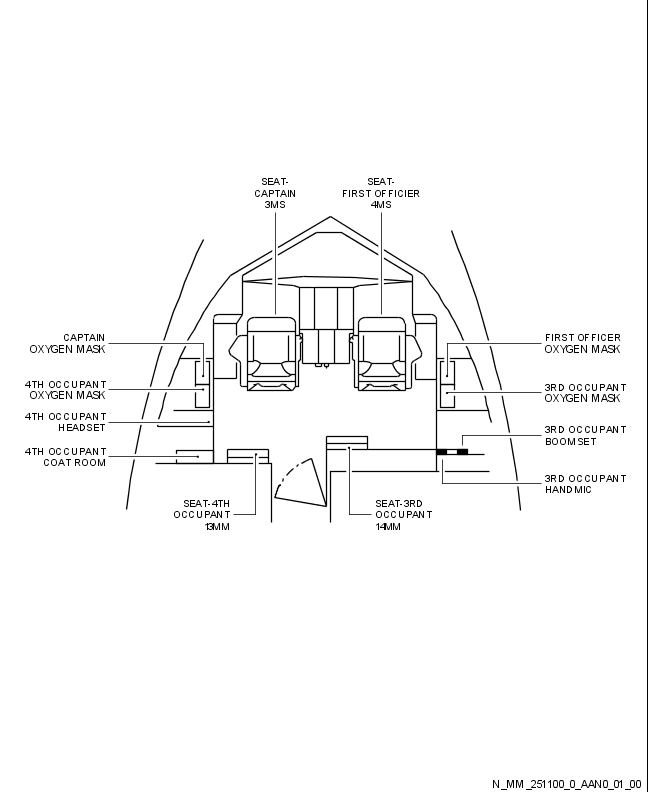 SEAT-
CAPTAIN
3MS
SEAT-
FIRST OFFICIER
4MS
CAPTAIN
OXYGEN MASK
4TH OCCUPANT
OXYGEN MASK
4TH OCCUPANT
HEADSET
4TH OCCUPANT
COAT ROOM
FIRST OFFICER
OXYGEN MASK
3RD OCCUPANT
OXYGEN MASK
3RD OCCUPANT
BOOMSET
3RD OCCUPANT
HAND MIC
SEAT-4TH
OCCUPANT
13MM
SEAT-3RD
OCCUPANT
14MM
N_MM_251100_0_AAN0_01_00